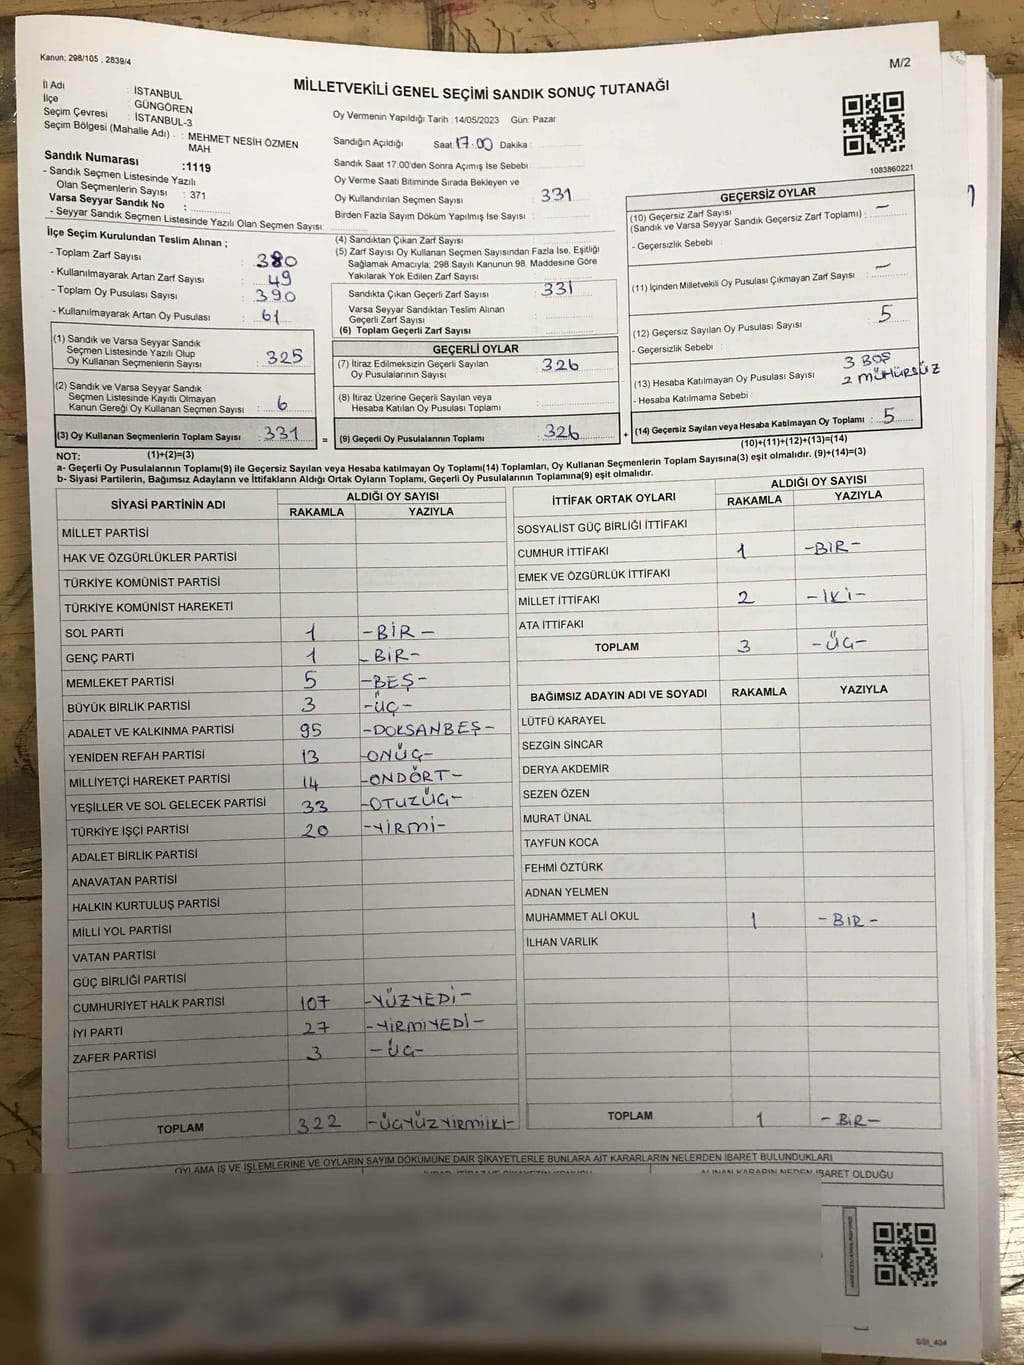 Kanun; 298/105 , 2839/4
M/2
MİLLETVEKİLİ GENEL SEÇİMİ SANDIK SONUÇ TUTANAĞI
İl Adı : İSTANBUL
İlçe : GÜNGÖREN
Seçim Çevresi : İSTANBUL-3
Seçim Bölgesi (Mahalle Adı) . : MEHMET NESİH ÖZMEN
MAH.
Sandık Numarası :1119
- Sandık Seçmen Listesinde Yazılı
Olan Seçmenlerin Sayısı : 371
Varsa Seyyar Sandık No :
- Seyyar Sandık Seçmen Listesinde Yazılı Olan Seçmen Sayısı:
Oy Vermenin Yapıldığı Tarih :14/05/2023 Gün: Pazar
Sandığın Açıldığı Saat 17.00 Dakika
Sandık Saat 17:00'den Sonra Açımış İse Sebebi
Oy Verme Saati Bitiminde Sırada Bekleyen ve
Oy Kullandırılan Seçmen Sayısı : 331
Birden Fazla Sayım Döküm Yapılmış İse Sayısı :
1083860221
İlçe Seçim Kurulundan Teslim Alınan ;
- Toplam Zarf Sayısı : 380
- Kullanılmayarak Artan Zarf Sayısı : 49
- Toplam Oy Pusulası Sayısı : 390
- Kullanılmayarak Artan Oy Pusulası : 61
(1) Sandık ve Varsa Seyyar Sandık
Seçmen Listesinde Yazılı Olup
Oy Kullanan Seçmenlerin Sayısı : 325
(2) Sandık ve Varsa Seyyar Sandık
Seçmen Listesinde Kayıtlı Olmayan
Kanun Gereği Oy Kullanan Seçmen Sayısı : 6
(3) Oy Kullanan Seçmenlerin Toplam Sayısı : 331
(1)+(2)=(3)
(4) Sandıktan Çıkan Zarf Sayısı :
(5) Zarf Sayısı Oy Kullanan Seçmen Sayısından Fazla İse, Eşitliği
Sağlamak Amacıyla; 298 Sayılı Kanunun 98. Maddesine Göre
Yakılarak Yok Edilen Zarf Sayısı :
Sandıkta Çıkan Geçerli Zarf Sayısı : 331
Varsa Seyyar Sandıktan Teslim Alınan
Geçerli Zarf Sayısı :
(6) Toplam Geçerli Zarf Sayısı :
GEÇERLİ OYLAR
(7) İtiraz Edilmeksizin Geçerli Sayılan
Oy Pusulalarının Sayısı : 326
(8) İtiraz Üzerine Geçerli Sayılan veya
Hesaba Katılan Oy Pusulası Toplamı :
= (9) Geçerli Oy Pusulalarının Toplamı : 326
GEÇERSİZ OYLAR
(10) Geçersiz Zarf Sayısı
(Sandık ve Varsa Seyyar Sandık Geçersiz Zarf Toplamı) : –
- Geçersizlik Sebebi :
(11) İçinden Milletvekili Oy Pusulası Çıkmayan Zarf Sayısı : –
(12) Geçersiz Sayılan Oy Pusulası Sayısı : 5
- Geçersizlik Sebebi :
(13) Hesaba Katılmayan Oy Pusulası Sayısı : 3 BOŞ
2 MÜHÜRSÜZ
- Hesaba Katılmama Sebebi :
+ (14) Geçersiz Sayılan veya Hesaba Katılmayan Oy Toplamı : 5
(10)+(11)+(12)+(13)=(14)
NOT:
a- Geçerli Oy Pusulalarının Toplamı(9) ile Geçersiz Sayılan veya Hesaba katılmayan Oy Toplamı(14) Toplamları, Oy Kullanan Seçmenlerin Toplam Sayısına(3) eşit olmalıdır. (9)+(14)=(3)
b- Siyasi Partilerin, Bağımsız Adayların ve İttifakların Aldığı Ortak Oyların Toplamı, Geçerli Oy Pusulalarının Toplamına(9) eşit olmalıdır.
SİYASİ PARTİNİN ADI ALDIĞI OY SAYISI
RAKAMLA YAZIYLA
MİLLET PARTİSİ
HAK VE ÖZGÜRLÜKLER PARTİSİ
TÜRKİYE KOMÜNİST PARTİSİ
TÜRKİYE KOMÜNİST HAREKETİ
SOL PARTİ 1 -BİR-
GENÇ PARTİ 1 -BİR-
MEMLEKET PARTİSİ 5 -BEŞ-
BÜYÜK BİRLİK PARTİSİ 3 -ÜÇ-
ADALET VE KALKINMA PARTİSİ 95 -DOKSANBEŞ-
YENİDEN REFAH PARTİSİ 13 -ONÜÇ-
MİLLİYETÇİ HAREKET PARTİSİ 14 -ONDÖRT-
YEŞİLLER VE SOL GELECEK PARTİSİ 33 -OTUZÜÇ-
TÜRKİYE İŞÇİ PARTİSİ 20 -YİRMİ-
ADALET BİRLİK PARTİSİ
ANAVATAN PARTİSİ
HALKIN KURTULUŞ PARTİSİ
MİLLİ YOL PARTİSİ
VATAN PARTİSİ
GÜÇ BİRLİĞİ PARTİSİ
CUMHURİYET HALK PARTİSİ 107 -YÜZYEDİ-
İYİ PARTİ 27 -YİRMİYEDİ-
ZAFER PARTİSİ 3 -ÜÇ-
TOPLAM 322 -ÜÇYÜZYİRMİİKİ-
İTTİFAK ORTAK OYLARI ALDIĞI OY SAYISI
RAKAMLA YAZIYLA
SOSYALİST GÜÇ BİRLİĞİ İTTİFAKI
CUMHUR İTTİFAKI 1 -BİR-
EMEK VE ÖZGÜRLÜK İTTİFAKI
MİLLET İTTİFAKI 2 -İKİ-
ATA İTTİFAKI
TOPLAM 3 -ÜÇ-
BAĞIMSIZ ADAYIN ADI VE SOYADI RAKAMLA YAZIYLA
LÜTFÜ KARAYEL
SEZGİN SİNCAR
DERYA AKDEMİR
SEZEN ÖZEN
MURAT ÜNAL
TAYFUN KOCA
FEHMİ ÖZTÜRK
ADNAN YELMEN
MUHAMMET ALİ OKUL 1 -BİR-
İLHAN VARLIK
TOPLAM 1 -BİR-
OYLAMA İŞ VE İŞLEMLERİNE VE OYLARIN SAYIM DÖKÜMÜNE DAİR ŞİKAYETLERLE BUNLARA AİT KARARLARIN NELERDEN İBARET BULUNDUKLARI
ALINAN KARARIN NEDEN İBARET OLDUĞU